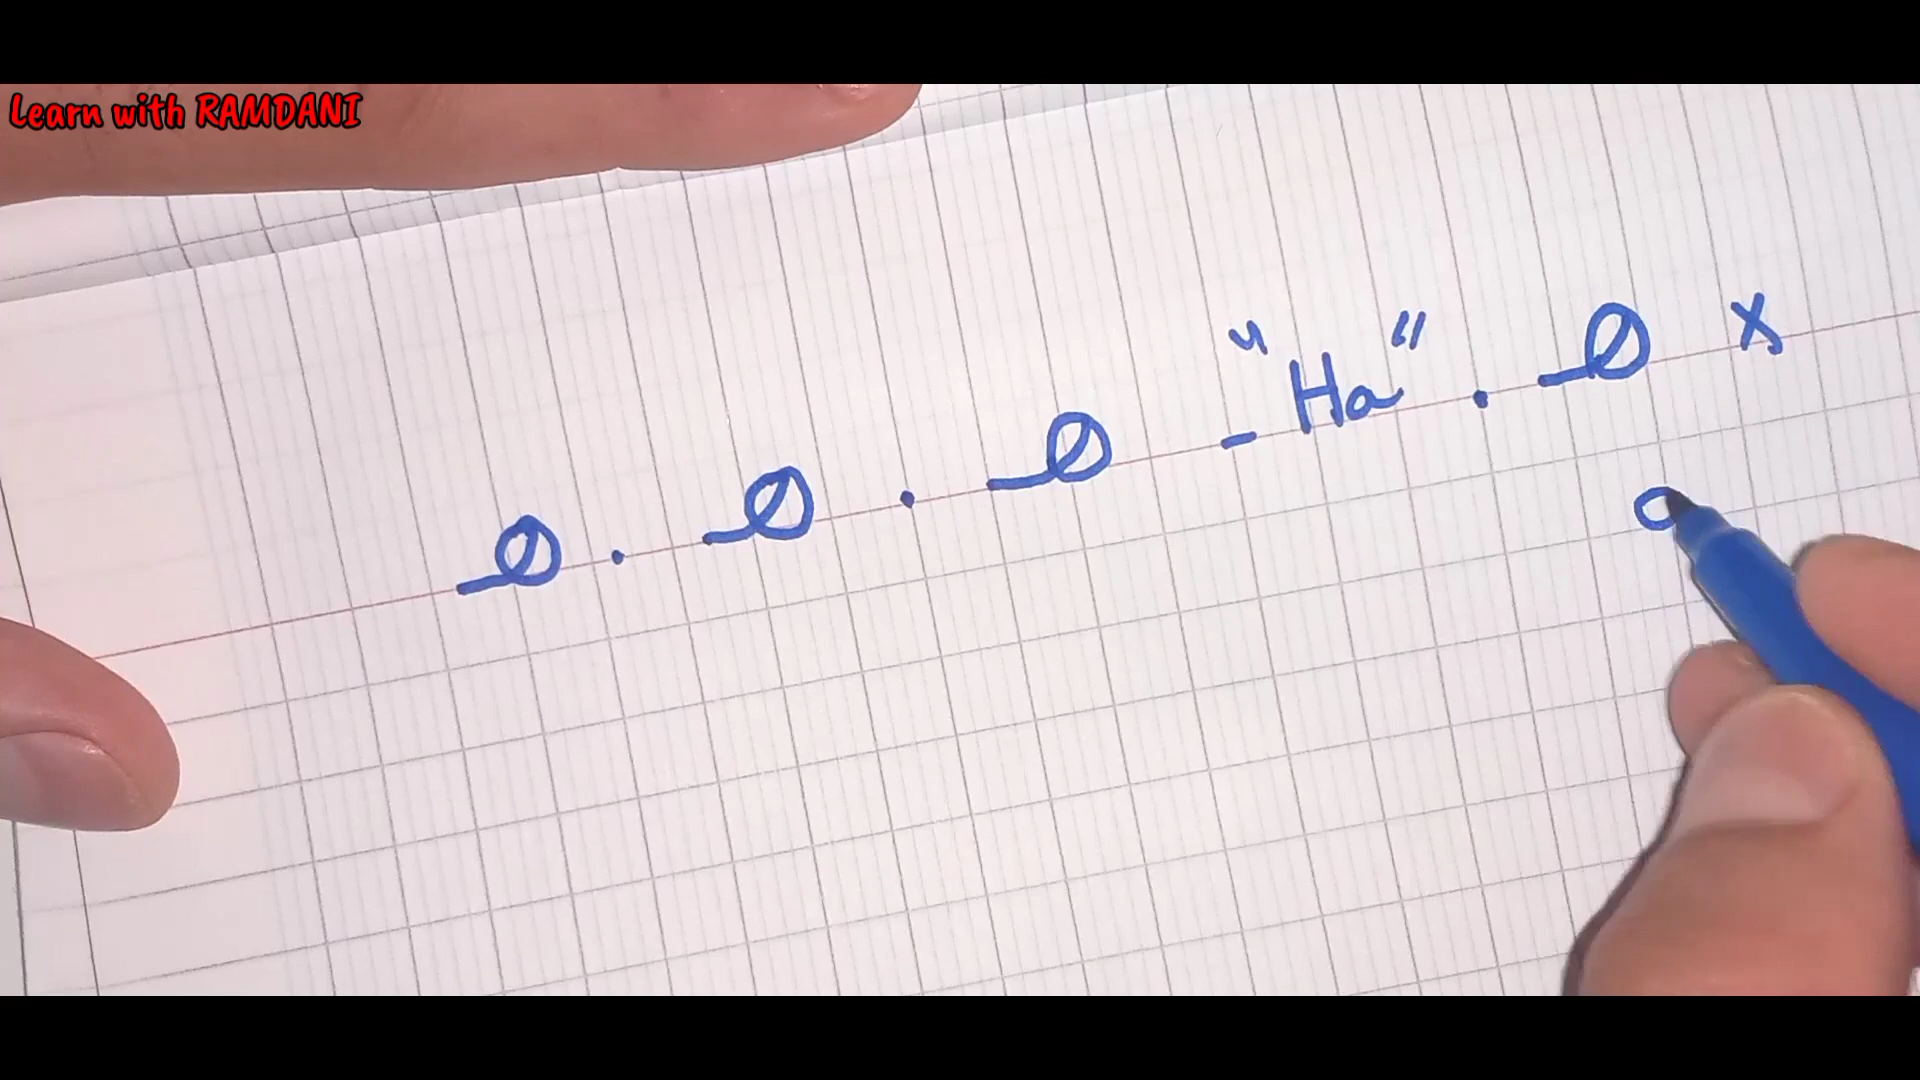 Learn with RAMDANI
o . o . o - "Ha" . o x
o